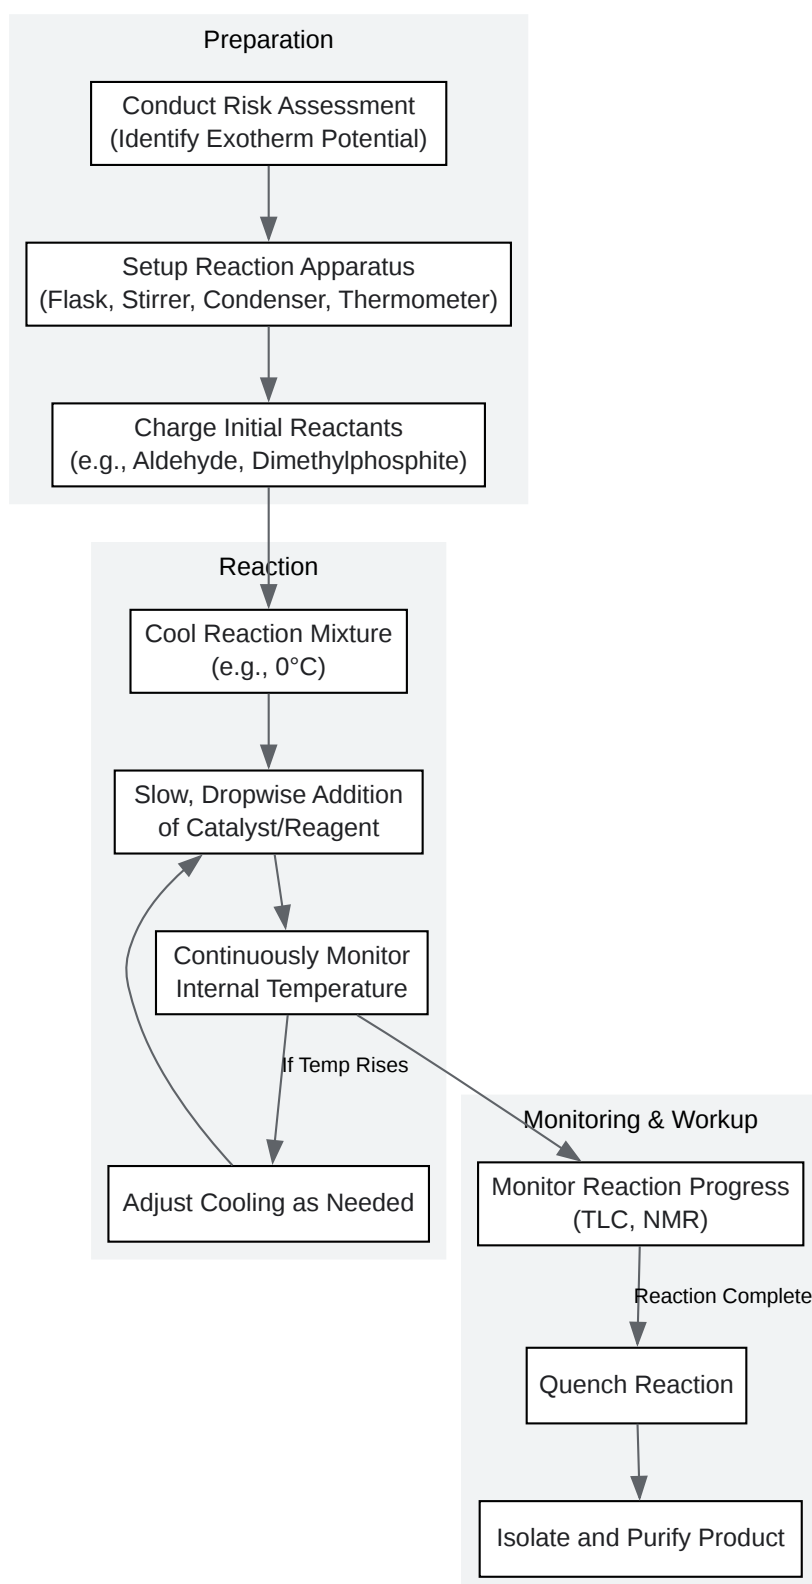 Preparation
Conduct Risk Assessment
(Identify Exotherm Potential)
Setup Reaction Apparatus
(Flask, Stirrer, Condenser, Thermometer)
Charge Initial Reactants
(e.g., Aldehyde, Dimethylphosphite)
Reaction
Cool Reaction Mixture
(e.g., 0°C)
Slow, Dropwise Addition
of Catalyst/Reagent
Continuously Monitor
Internal Temperature
If Temp Rises
Adjust Cooling as Needed
Monitoring & Workup
Monitor Reaction Progress
(TLC, NMR)
Reaction Complete
Quench Reaction
Isolate and Purify Product